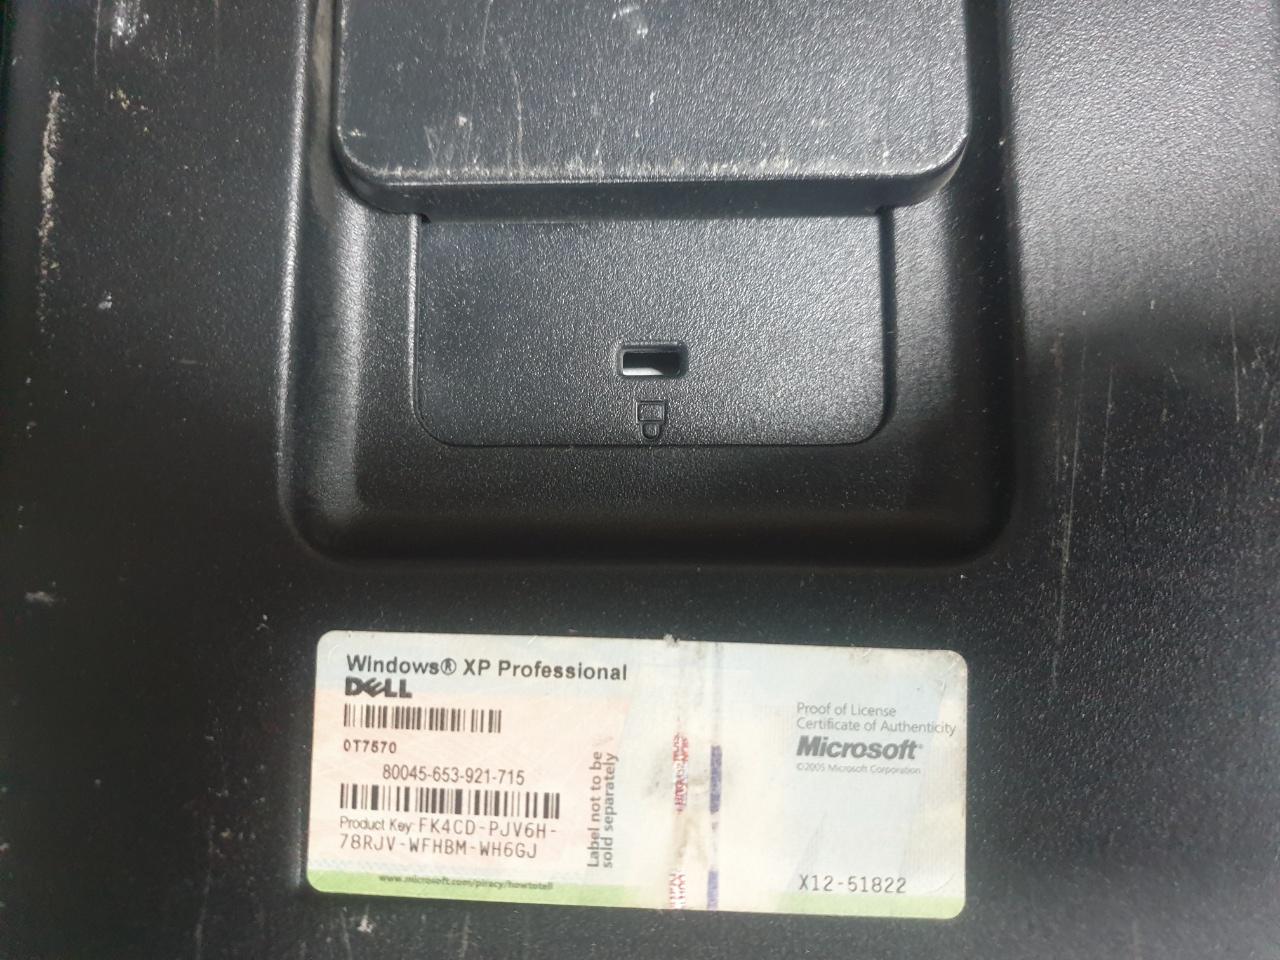 Windows® XP Professional
DELL
0T7570
80045-653-921-715
Product Key: FK4CD-PJV6H-
78RJV-WFHBM-WH6GJ
www.microsoft.com/piracy/howtotell
Label not to be
sold separately
Proof of License
Certificate of Authenticity
Microsoft®
©2005 Microsoft Corporation
X12-51822